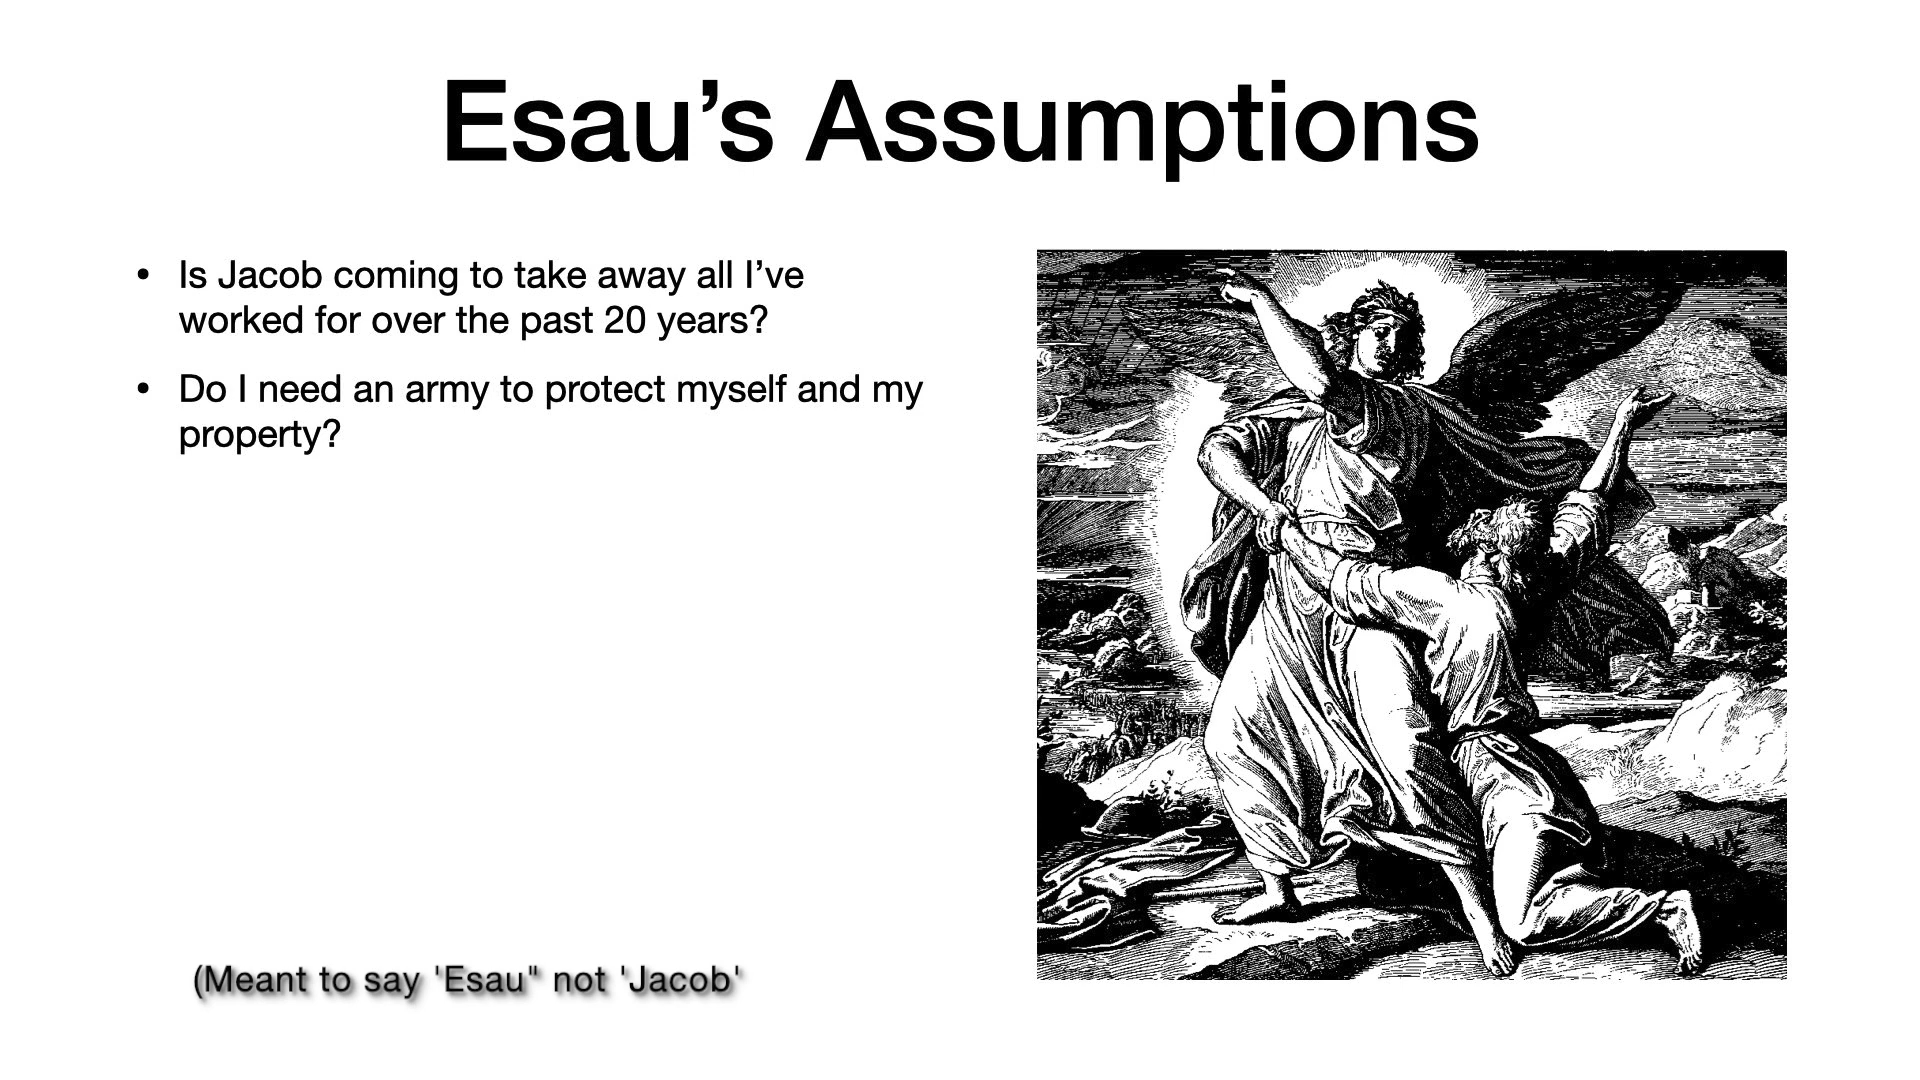 Esau’s Assumptions
• Is Jacob coming to take away all I’ve
worked for over the past 20 years?
• Do I need an army to protect myself and my
property?
(Meant to say 'Esau" not 'Jacob'